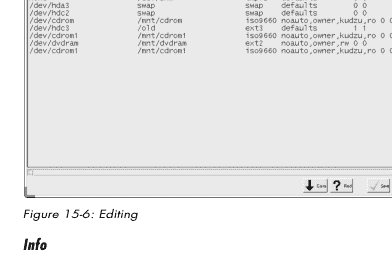 /dev/hda3 swap swap defaults 0 0
/dev/hdc2 swap swap defaults 0 0
/dev/cdrom /mnt/cdrom iso9660 noauto,owner,kudzu,ro 0 0
/dev/hdc3 /old ext3 defaults 1 1
/dev/cdrom1 /mnt/cdrom1 iso9660 noauto,owner,kudzu,ro 0 0
/dev/dvdram /mnt/dvdram ext2 noauto,owner,rw 0 0
/dev/cdrom1 /mnt/cdrom1 iso9660 noauto,owner,kudzu,ro 0 0
Figure 15-6: Editing
Info